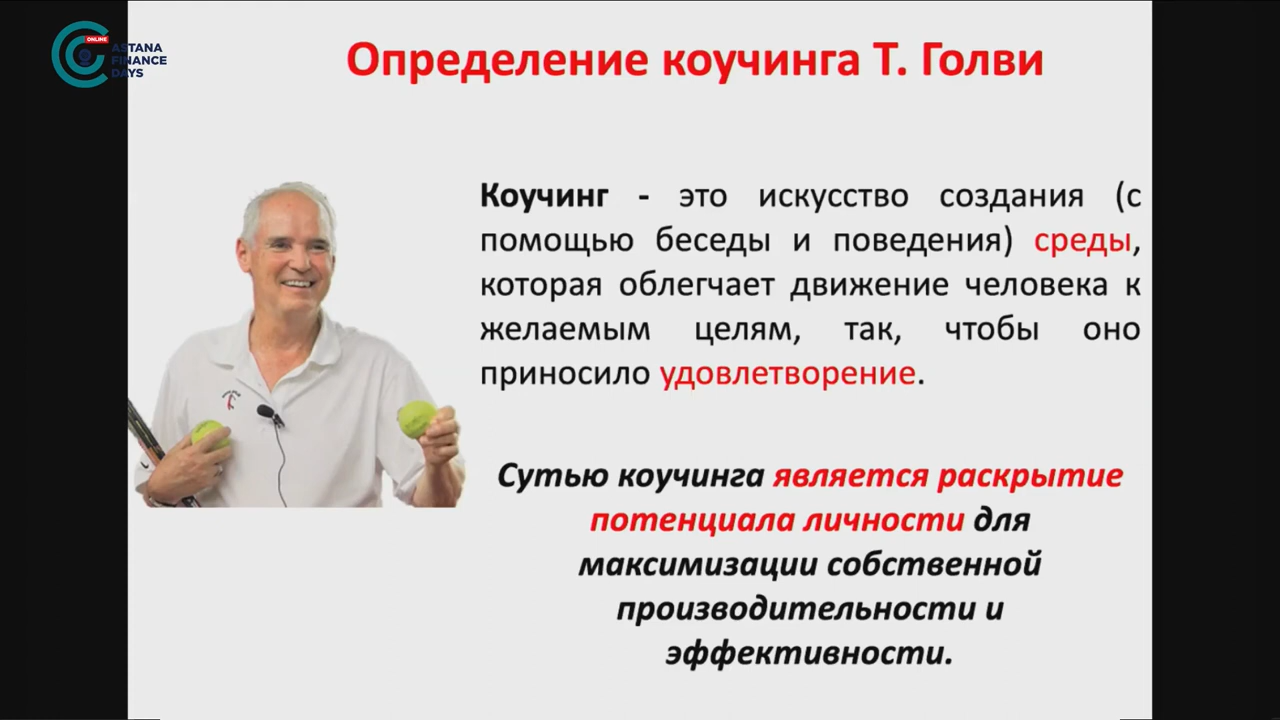 ONLINE
ASTANA
FINANCE
DAYS
Определение коучинга Т. Голви
Коучинг - это искусство создания (с
помощью беседы и поведения) среды,
которая облегчает движение человека к
желаемым целям, так, чтобы оно
приносило удовлетворение.
Сутью коучинга является раскрытие
потенциала личности для
максимизации собственной
производительности и
эффективности.